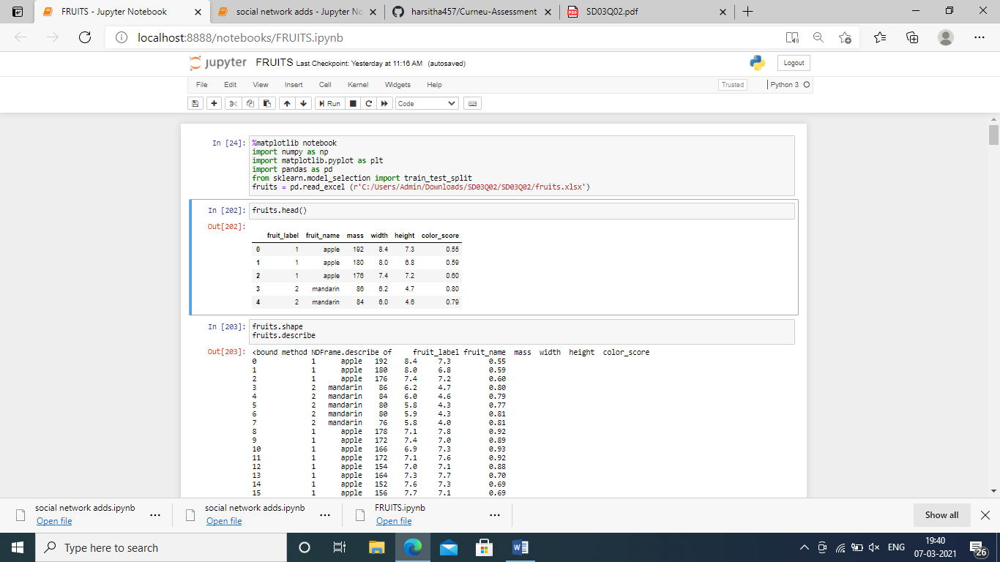 FRUITS - Jupyter Notebook
social network adds - Jupyter No
harsitha457/Curneu-Assessment
PDF SD03Q02.pdf
localhost:8888/notebooks/FRUITS.ipynb
jupyter FRUITS Last Checkpoint: Yesterday at 11:16 AM (autosaved)
Logout
File Edit View Insert Cell Kernel Widgets Help
Trusted Python 3
Run Code
In [24]: %matplotlib notebook
import numpy as np
import matplotlib.pyplot as plt
import pandas as pd
from sklearn.model_selection import train_test_split
fruits = pd.read_excel (r'C:/Users/Admin/Downloads/SD03Q02/SD03Q02/fruits.xlsx')
In [202]: fruits.head()
Out[202]:
fruit_label fruit_name mass width height color_score
0 1 apple 192 8.4 7.3 0.55
1 1 apple 180 8.0 6.8 0.59
2 1 apple 176 7.4 7.2 0.60
3 2 mandarin 86 6.2 4.7 0.80
4 2 mandarin 84 6.0 4.6 0.79
In [203]: fruits.shape
fruits.describe
Out[203]: <bound method NDFrame.describe of fruit_label fruit_name mass width height color_score
0 1 apple 192 8.4 7.3 0.55
1 1 apple 180 8.0 6.8 0.59
2 1 apple 176 7.4 7.2 0.60
3 2 mandarin 86 6.2 4.7 0.80
4 2 mandarin 84 6.0 4.6 0.79
5 2 mandarin 80 5.8 4.3 0.77
6 2 mandarin 80 5.9 4.3 0.81
7 2 mandarin 76 5.8 4.0 0.81
8 1 apple 178 7.1 7.8 0.92
9 1 apple 172 7.4 7.0 0.89
10 1 apple 166 6.9 7.3 0.93
11 1 apple 172 7.1 7.6 0.92
12 1 apple 154 7.0 7.1 0.88
13 1 apple 164 7.3 7.7 0.70
14 1 apple 152 7.6 7.3 0.69
15 1 apple 156 7.7 7.1 0.69
social network adds.ipynb
Open file
social network adds.ipynb
Open file
FRUITS.ipynb
Open file
Show all
Type here to search
W
ENG
19:40
07-03-2021
26